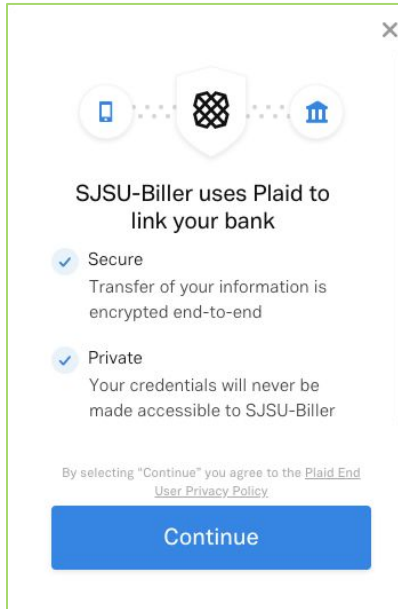 SJSU-Biller uses Plaid to
link your bank
Secure
Transfer of your information is
encrypted end-to-end
Private
Your credentials will never be
made accessible to SJSU-Biller
By selecting "Continue" you agree to the Plaid End
User Privacy Policy
Continue